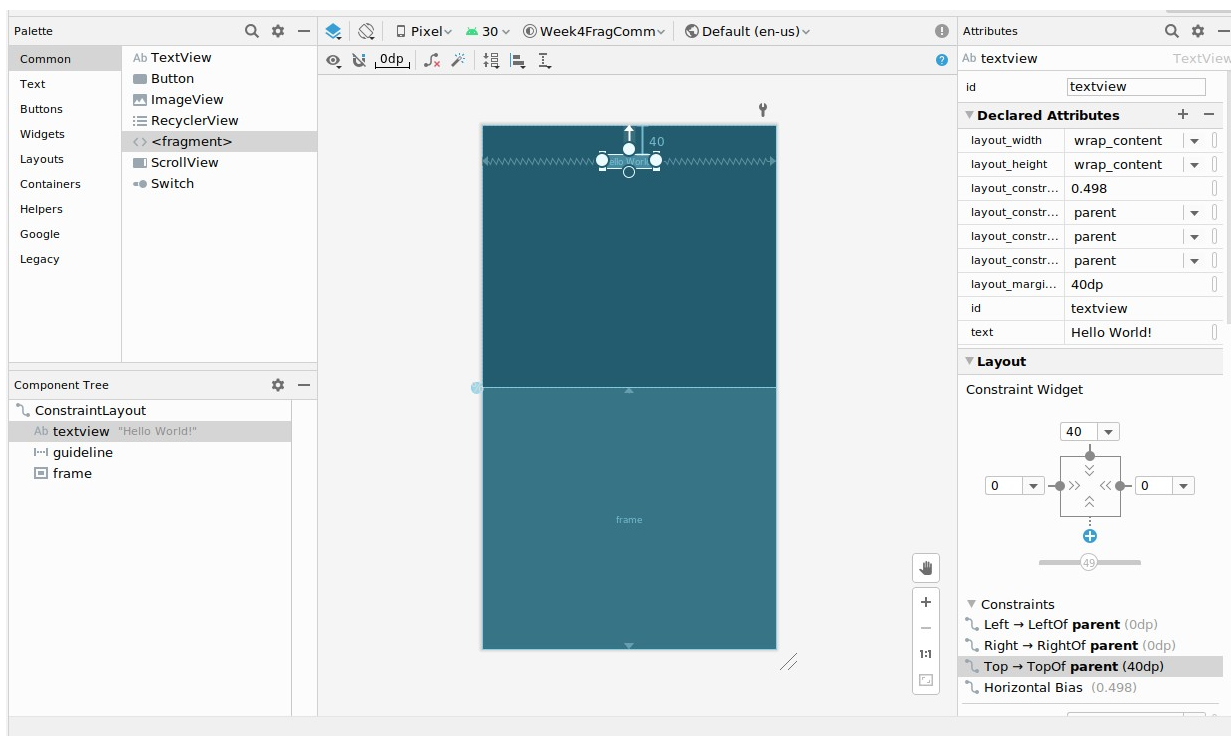 Palette
Common
Text
Buttons
Widgets
Layouts
Containers
Helpers
Google
Legacy
Ab TextView
Button
ImageView
RecyclerView
<> <fragment>
ScrollView
Switch
Component Tree
ConstraintLayout
Ab textview "Hello World!"
guideline
frame
Pixel 30 Week4FragComm Default (en-us)
0dp
?
40
frame
1:1
Attributes
Ab textview TextView
id textview
Declared Attributes
layout_width wrap_content
layout_height wrap_content
layout_constr... 0.498
layout_constr... parent
layout_constr... parent
layout_constr... parent
layout_margi... 40dp
id textview
text Hello World!
Layout
Constraint Widget
40
0 0
49
Constraints
Left → LeftOf parent (0dp)
Right → RightOf parent (0dp)
Top → TopOf parent (40dp)
Horizontal Bias (0.498)